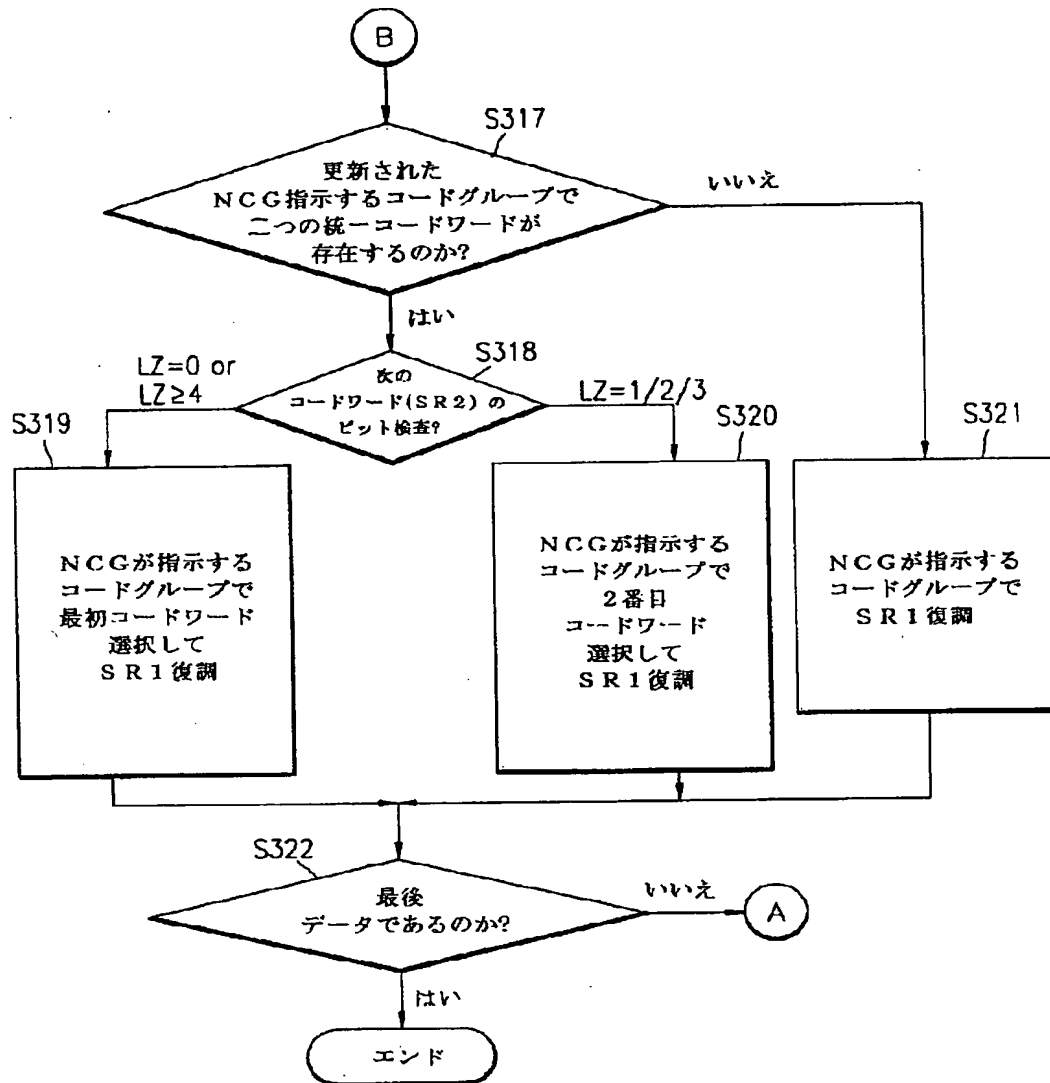 B
S317
更新された
NCG指示するコードグループで
二つの統一コードワードが
存在するのか?
いいえ
はい
S318
LZ=0 or
LZ≥4
次の
コードワード(SR2)の
ビット検査?
LZ=1/2/3
S319
S320
S321
NCGが指示する
コードグループで
最初コードワード
選択して
SR1復調
NCGが指示する
コードグループで
2番目
コードワード
選択して
SR1復調
NCGが指示する
コードグループで
SR1復調
S322
最後
データであるのか?
いいえ
A
はい
エンド